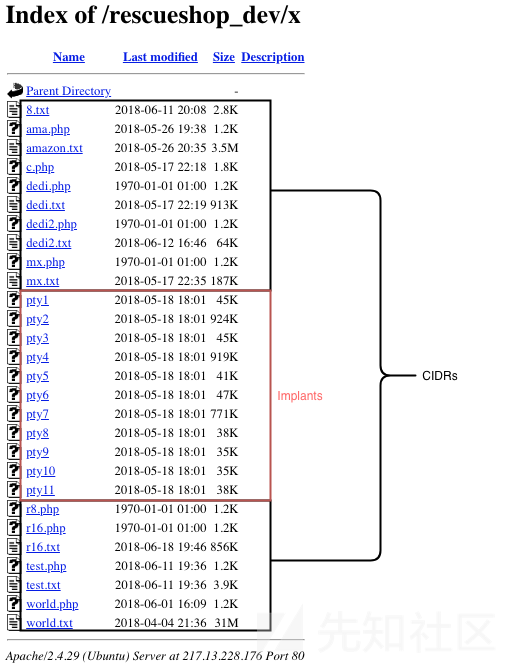 Index of /rescueshop_dev/x
Name Last modified Size Description
Parent Directory -
8.txt 2018-06-11 20:08 2.8K
ama.php 2018-05-26 19:38 1.2K
amazon.txt 2018-05-26 20:35 3.5M
c.php 2018-05-17 22:18 1.8K
dedi.php 1970-01-01 01:00 1.2K
dedi.txt 2018-05-17 22:19 913K
dedi2.php 1970-01-01 01:00 1.2K
dedi2.txt 2018-06-12 16:46 64K
mx.php 1970-01-01 01:00 1.2K
mx.txt 2018-05-17 22:35 187K
pty1 2018-05-18 18:01 45K
pty2 2018-05-18 18:01 924K
pty3 2018-05-18 18:01 45K
pty4 2018-05-18 18:01 919K
pty5 2018-05-18 18:01 41K
CIDRs
pty6 2018-05-18 18:01 47K
Implants
pty7 2018-05-18 18:01 771K
pty8 2018-05-18 18:01 38K
pty9 2018-05-18 18:01 35K
pty10 2018-05-18 18:01 35K
pty11 2018-05-18 18:01 38K
r8.php 1970-01-01 01:00 1.2K
r16.php 1970-01-01 01:00 1.2K
r16.txt 2018-06-18 19:46 856K
test.php 2018-06-11 19:36 1.2K
test.txt 2018-06-11 19:36 3.9K
world.php 2018-06-01 16:09 1.2K
world.txt 2018-04-04 21:36 31M
先知社区
Apache/2.4.29 (Ubuntu) Server at 217.13.228.176 Port 80